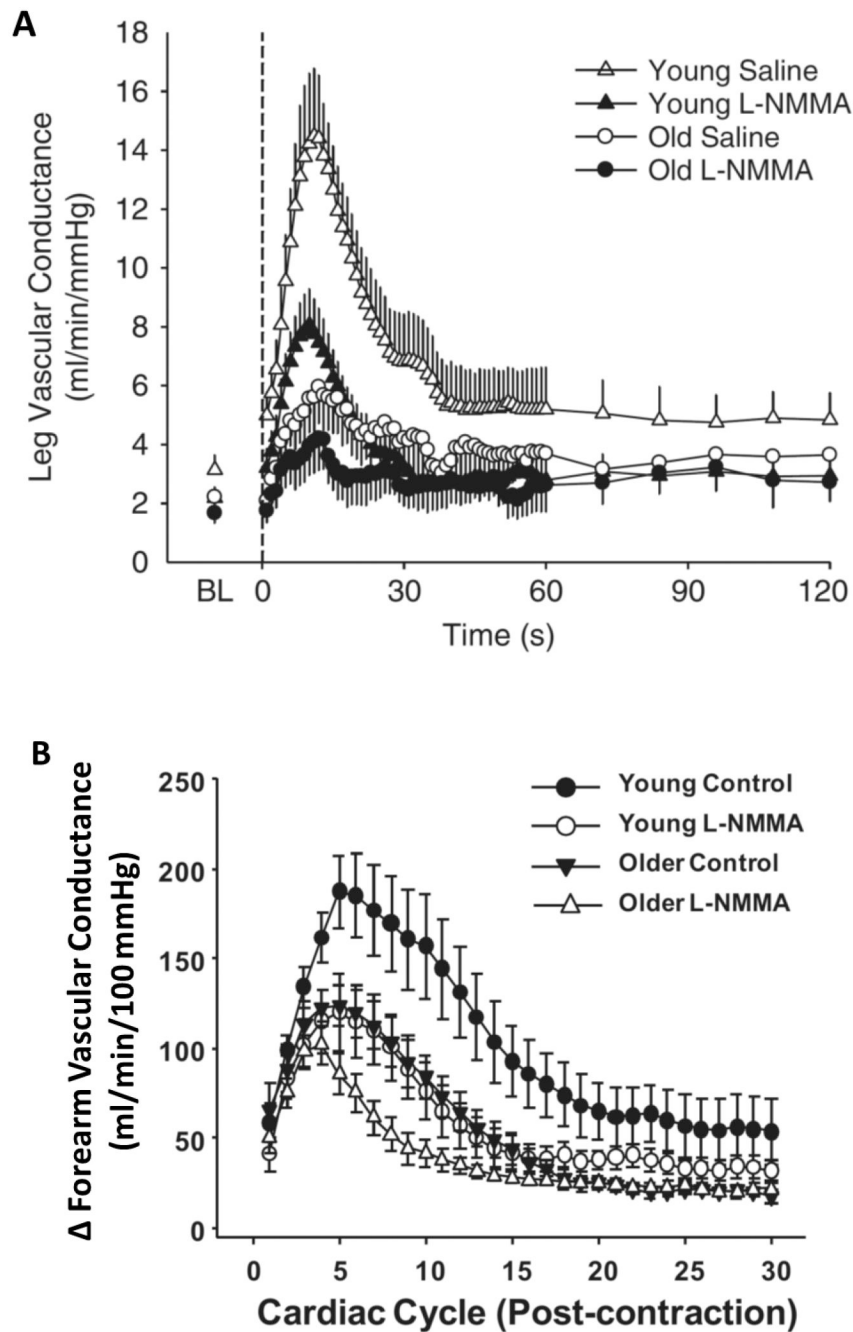 A
18
16
14
12
10
8
6
4
2
0
Leg Vascular Conductance
(ml/min/mmHg)
Young Saline
Young L-NMMA
Old Saline
Old L-NMMA
BL 0 30 60 90 120
Time (s)
B
250
200
150
100
50
0
Δ Forearm Vascular Conductance
(ml/min/100 mmHg)
Young Control
Young L-NMMA
Older Control
Older L-NMMA
0 5 10 15 20 25 30
Cardiac Cycle (Post-contraction)